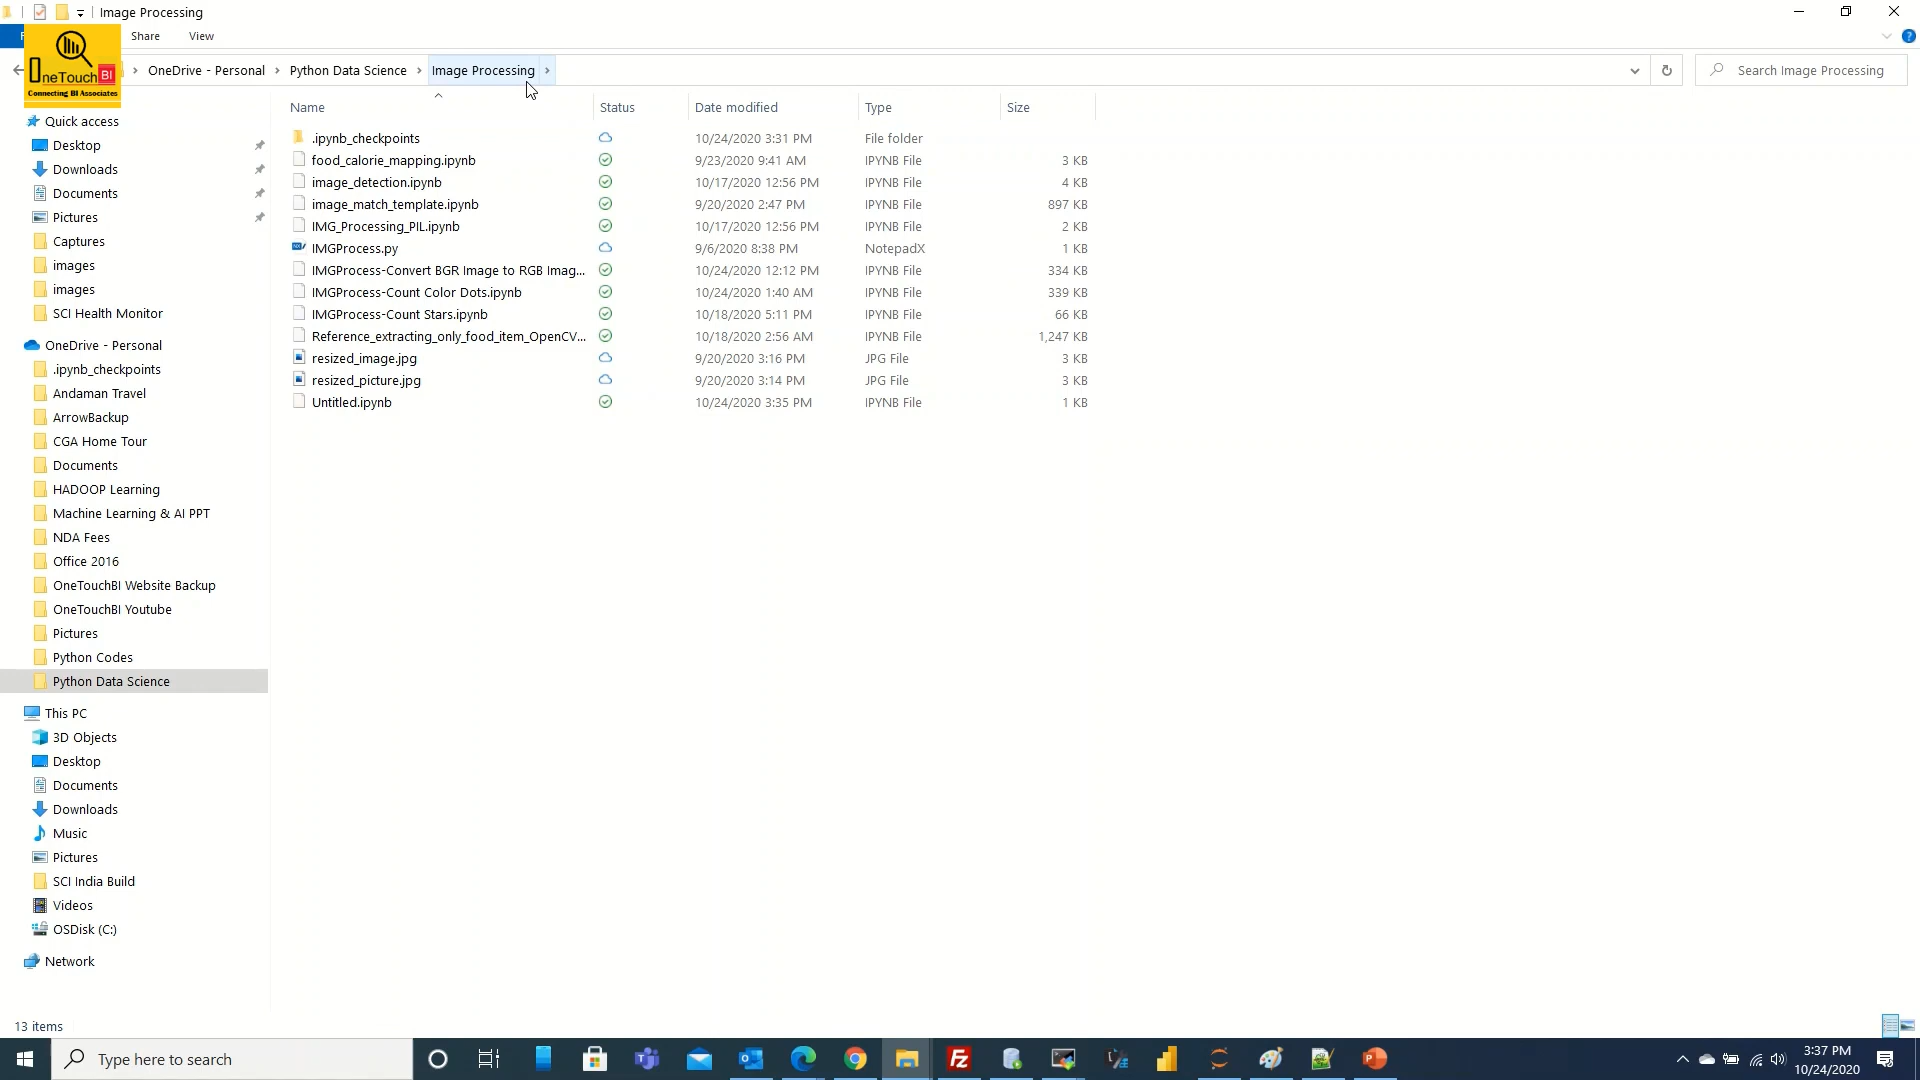 Image Processing
Share View
OneTouch BI
Connecting BI Associates
OneDrive - Personal Python Data Science Image Processing
Search Image Processing
Name Status Date modified Type Size
.ipynb_checkpoints 10/24/2020 3:31 PM File folder
food_calorie_mapping.ipynb 9/23/2020 9:41 AM IPYNB File 3 KB
image_detection.ipynb 10/17/2020 12:56 PM IPYNB File 4 KB
image_match_template.ipynb 9/20/2020 2:47 PM IPYNB File 897 KB
IMG_Processing_PIL.ipynb 10/17/2020 12:56 PM IPYNB File 2 KB
IMGProcess.py 9/6/2020 8:38 PM NotepadX 1 KB
IMGProcess-Convert BGR Image to RGB Imag... 10/24/2020 12:12 PM IPYNB File 334 KB
IMGProcess-Count Color Dots.ipynb 10/24/2020 1:40 AM IPYNB File 339 KB
IMGProcess-Count Stars.ipynb 10/18/2020 5:11 PM IPYNB File 66 KB
Reference_extracting_only_food_item_OpenCV... 10/18/2020 2:56 AM IPYNB File 1,247 KB
resized_image.jpg 9/20/2020 3:16 PM JPG File 3 KB
resized_picture.jpg 9/20/2020 3:14 PM JPG File 3 KB
Untitled.ipynb 10/24/2020 3:35 PM IPYNB File 1 KB
Quick access
Desktop
Downloads
Documents
Pictures
Captures
images
images
SCI Health Monitor
OneDrive - Personal
.ipynb_checkpoints
Andaman Travel
ArrowBackup
CGA Home Tour
Documents
HADOOP Learning
Machine Learning & AI PPT
NDA Fees
Office 2016
OneTouchBI Website Backup
OneTouchBI Youtube
Pictures
Python Codes
Python Data Science
This PC
3D Objects
Desktop
Documents
Downloads
Music
Pictures
SCI India Build
Videos
OSDisk (C:)
Network
13 items
Type here to search
3:37 PM
10/24/2020